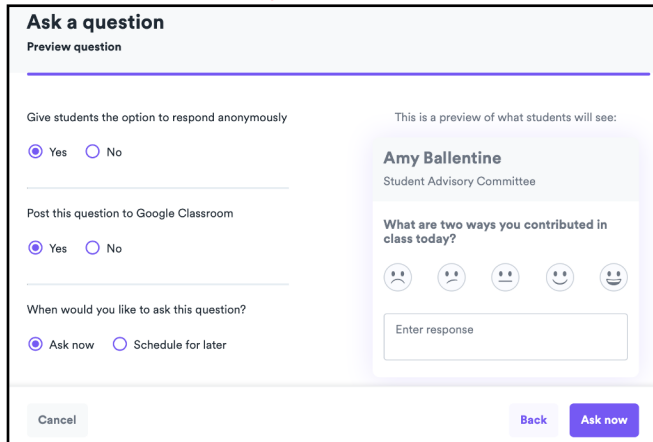 Ask a question
Preview question
Give students the option to respond anonymously
Yes No
Post this question to Google Classroom
Yes No
When would you like to ask this question?
Ask now Schedule for later
This is a preview of what students will see:
Amy Ballentine
Student Advisory Committee
What are two ways you contributed in
class today?
Enter response
Cancel
Back
Ask now